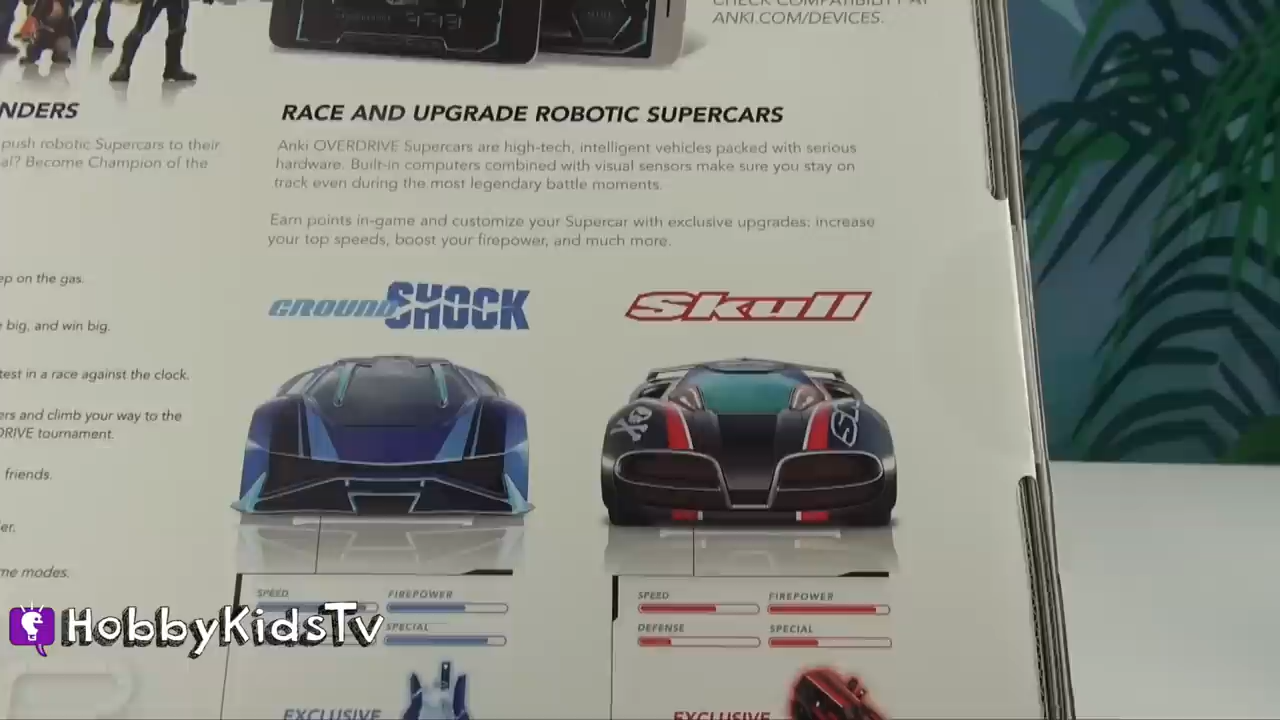 ANKI.COM/DEVICES.
NDERS
push robotic Supercars to their
al? Become Champion of the
ep on the gas.
big, and win big.
test in a race against the clock.
ers and climb your way to the
DRIVE tournament.
friends.
er.
me modes.
RACE AND UPGRADE ROBOTIC SUPERCARS
Anki OVERDRIVE Supercars are high-tech, intelligent vehicles packed with serious
hardware. Built-in computers combined with visual sensors make sure you stay on
track even during the most legendary battle moments.
Earn points in-game and customize your Supercar with exclusive upgrades: increase
your top speeds, boost your firepower, and much more.
GROUND SHOCK
Skull
SPEED
FIREPOWER
SPECIAL
EXCLUSIVE
SPEED
FIREPOWER
DEFENSE
SPECIAL
EXCLUSIVE
HobbyKidsTv